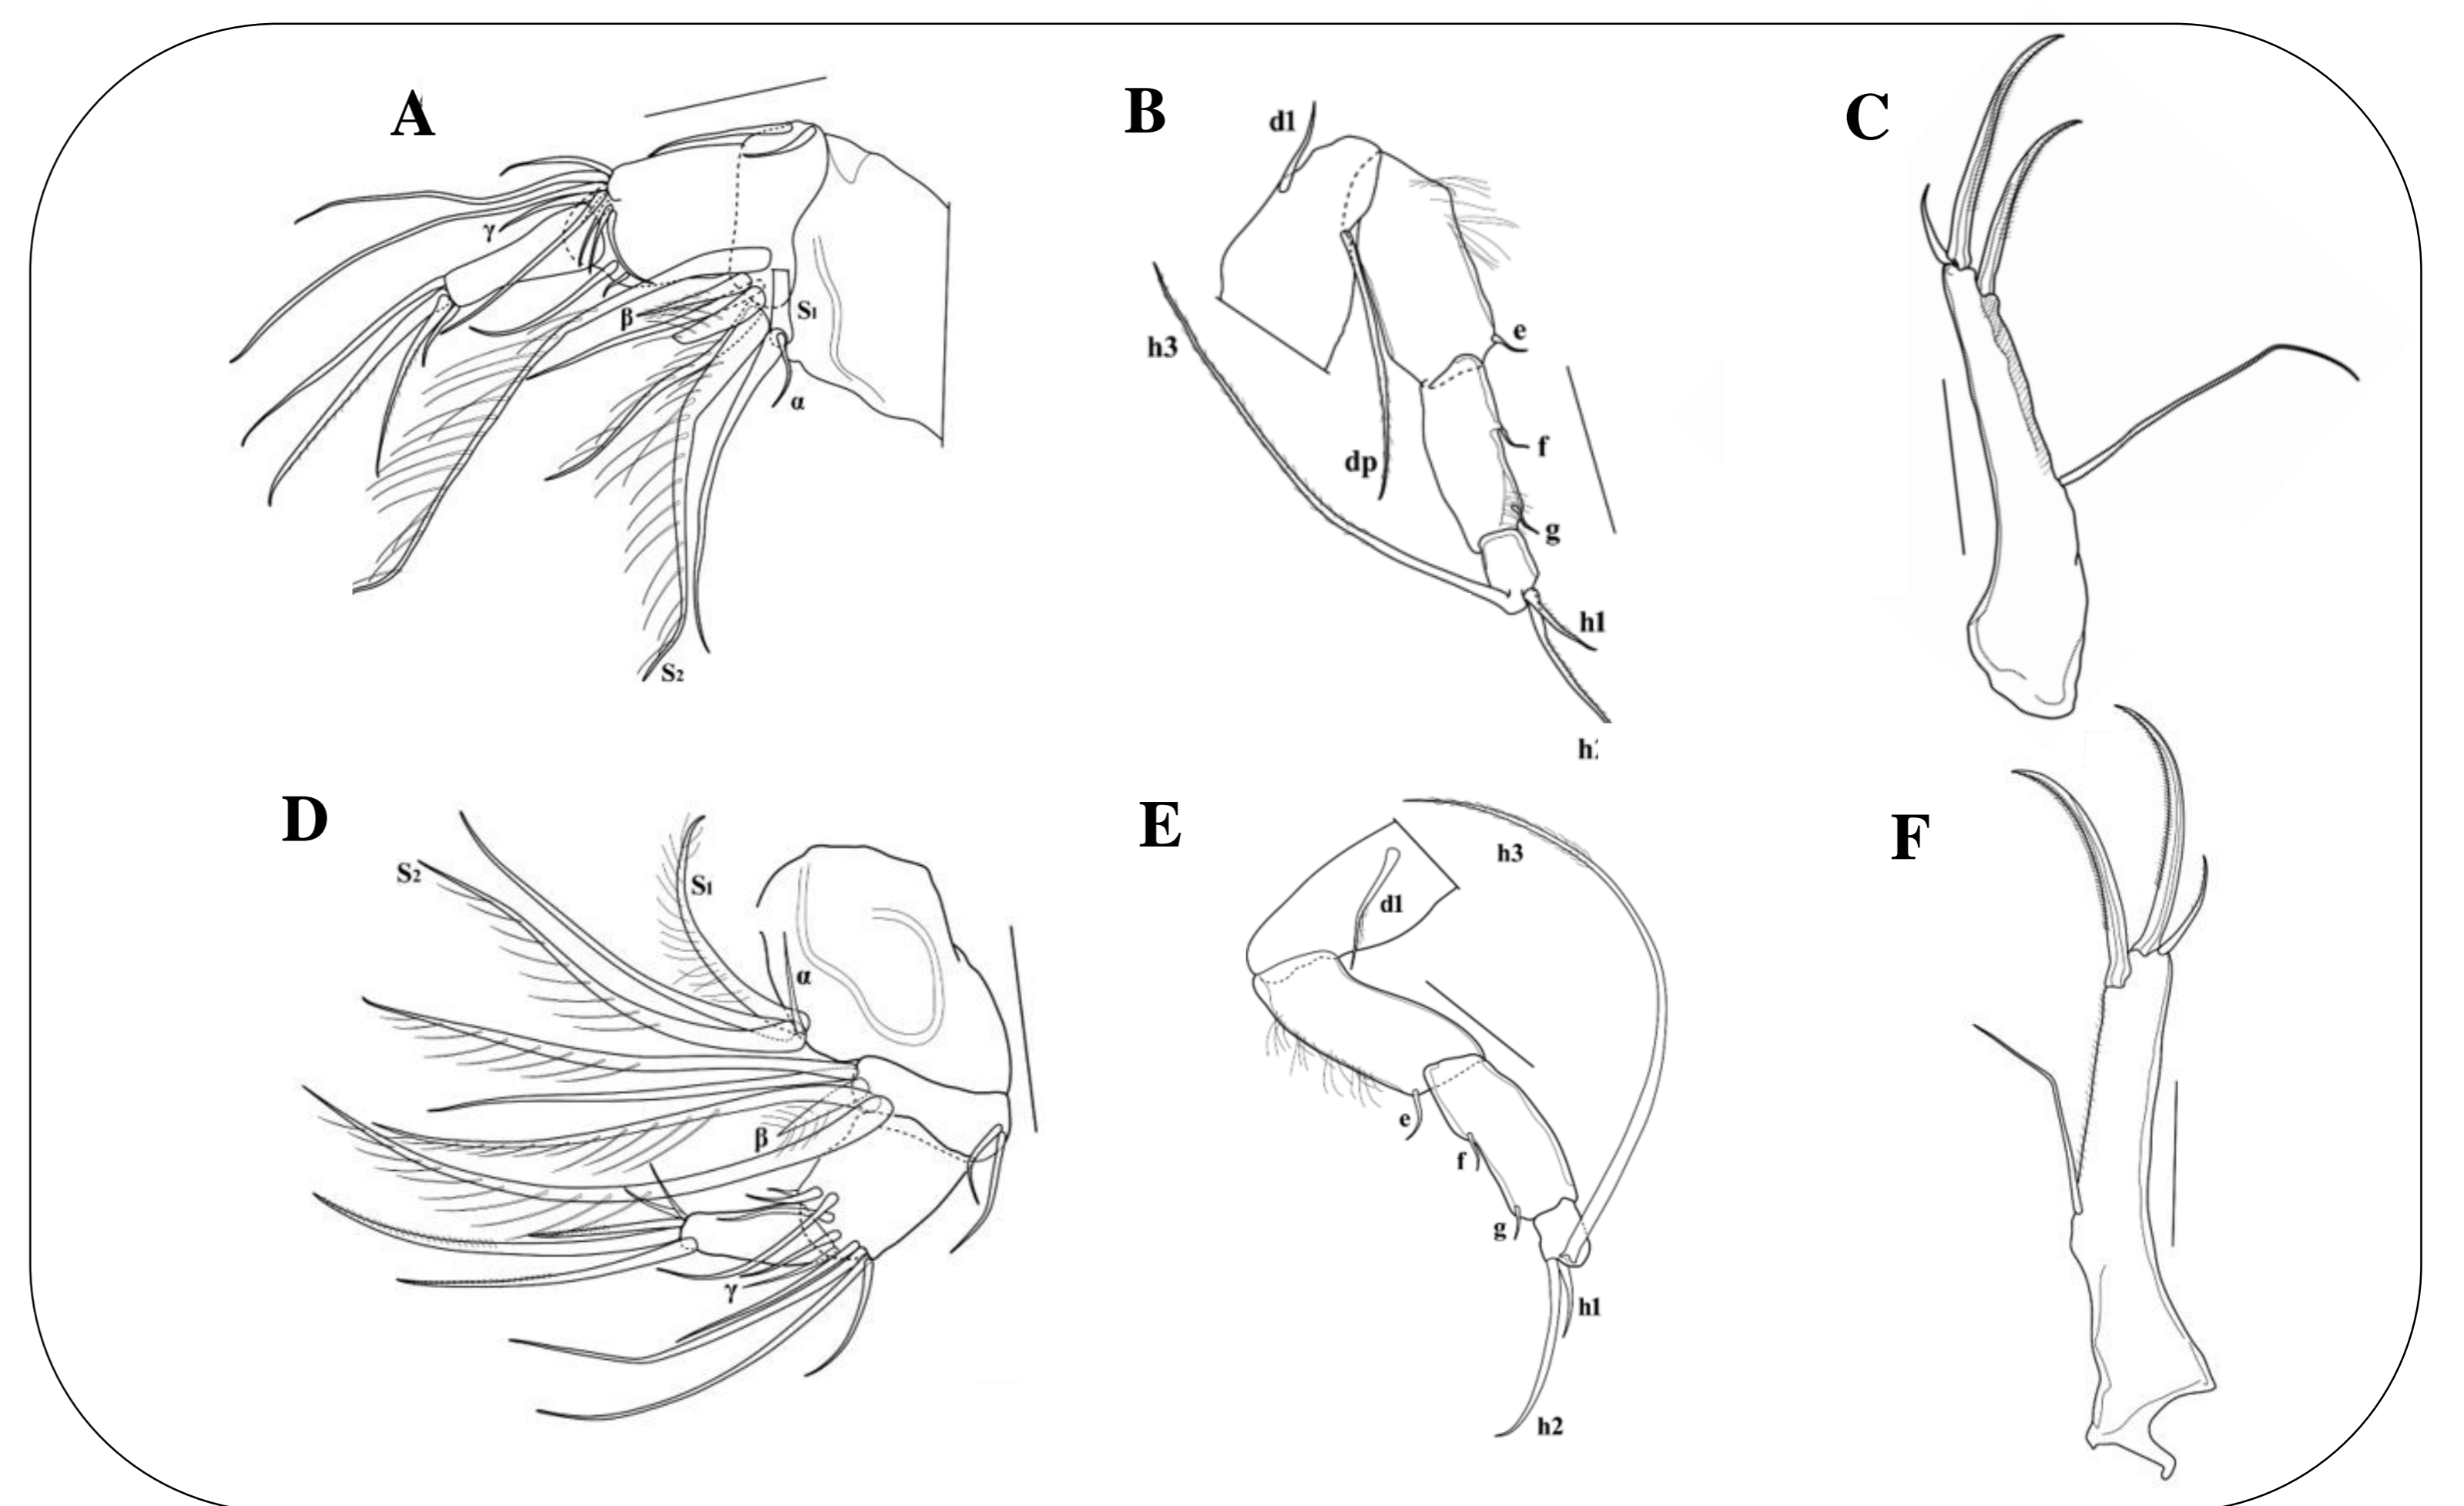 A
γ
β
S1
α
S2
B
d1
h3
e
f
dp
g
h1
C
D
S2
S1
α
β
γ
E
h3
d1
e
f
g
h1
h2
F